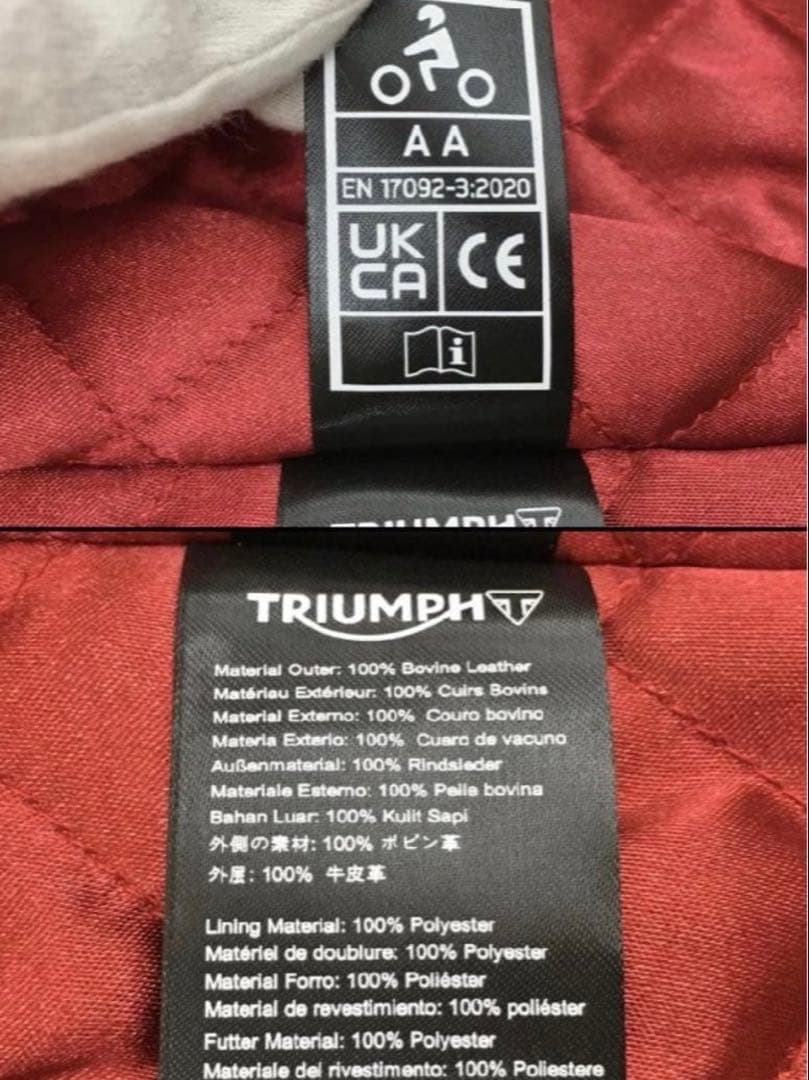 AA
EN 17092-3:2020
UK
CA
CE
i
TRIUMPH
TRIUMPH
Material Outer: 100% Bovine Leather
Matériau Extérieur: 100% Cuirs Bovins
Material Externo: 100% Couro bovino
Materia Exterio: 100% Cuero de vacuno
Außenmaterial: 100% Rindsleder
Materiale Esterno: 100% Pelle bovina
Bahan Luar: 100% Kulit Sapi
外側の素材: 100% ボビン革
外层: 100% 牛皮革
Lining Material: 100% Polyester
Matériel de doublure: 100% Polyester
Material Forro: 100% Poliéster
Material de revestimiento: 100% poliéster
Futter Material: 100% Polyester
Materiale del rivestimento: 100% Poliestere